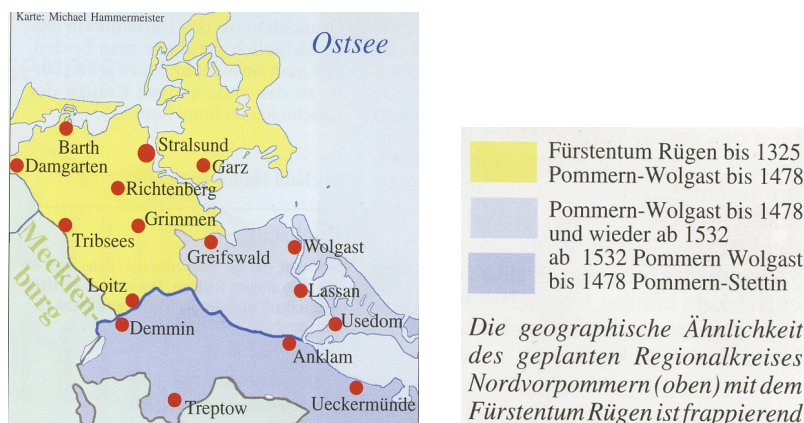 Karte: Michael Hammermeister
Ostsee
Barth
Stralsund
Damgarten
Garz
Richtenberg
Grimmen
Tribsees
Greifswald
Wolgast
Mecklen-
burg
Loitz
Lassan
Demmin
Usedom
Anklam
Treptow
Ueckermünde
Fürstentum Rügen bis 1325
Pommern-Wolgast bis 1478
Pommern-Wolgast bis 1478
und wieder ab 1532
ab 1532 Pommern Wolgast
bis 1478 Pommern-Stettin
Die geographische Ähnlichkeit
des geplanten Regionalkreises
Nordvorpommern (oben) mit dem
Fürstentum Rügen ist frappierend